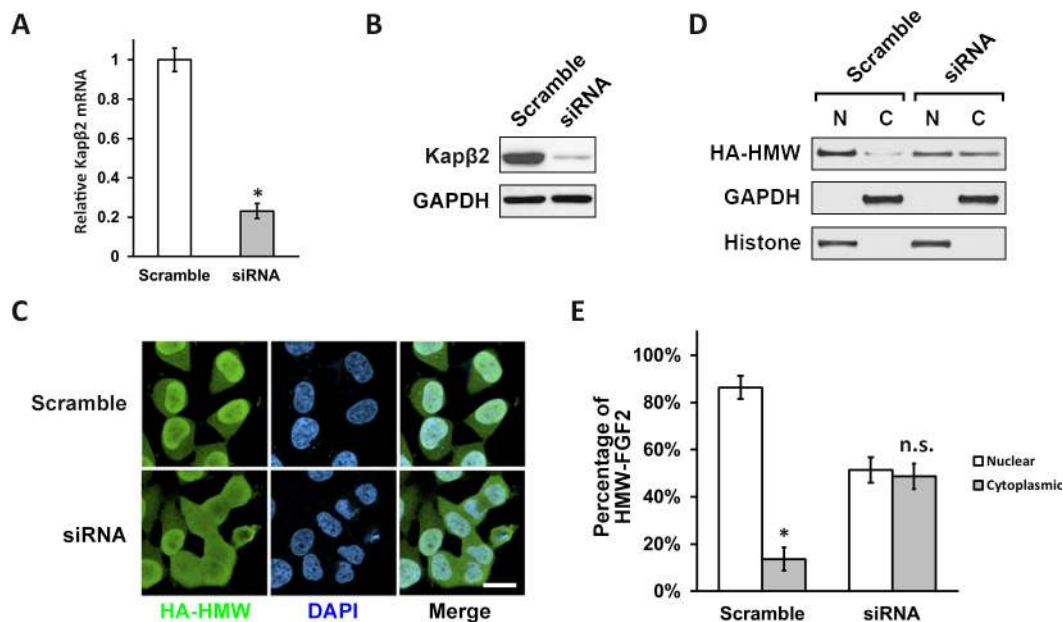 A
Relative Kapβ2 mRNA
1
0.8
0.6
0.4
0.2
0
*
Scramble siRNA
B
Scramble siRNA
Kapβ2
GAPDH
D
Scramble siRNA
N C N C
HA-HMW
GAPDH
Histone
C
Scramble
siRNA
HA-HMW DAPI Merge
E
Percentage of
HMW-FGF2
100%
80%
60%
40%
20%
0%
*
n.s.
Scramble siRNA
Nuclear
Cytoplasmic